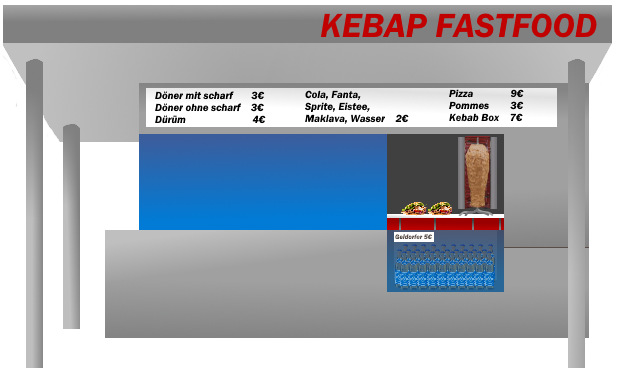 KEBAP FASTFOOD
Döner mit scharf 3€
Döner ohne scharf 3€
Dürüm 4€
Cola, Fanta,
Sprite, Eistee,
Maklava, Wasser 2€
Pizza 9€
Pommes 3€
Kebab Box 7€
Geldorfer 5€